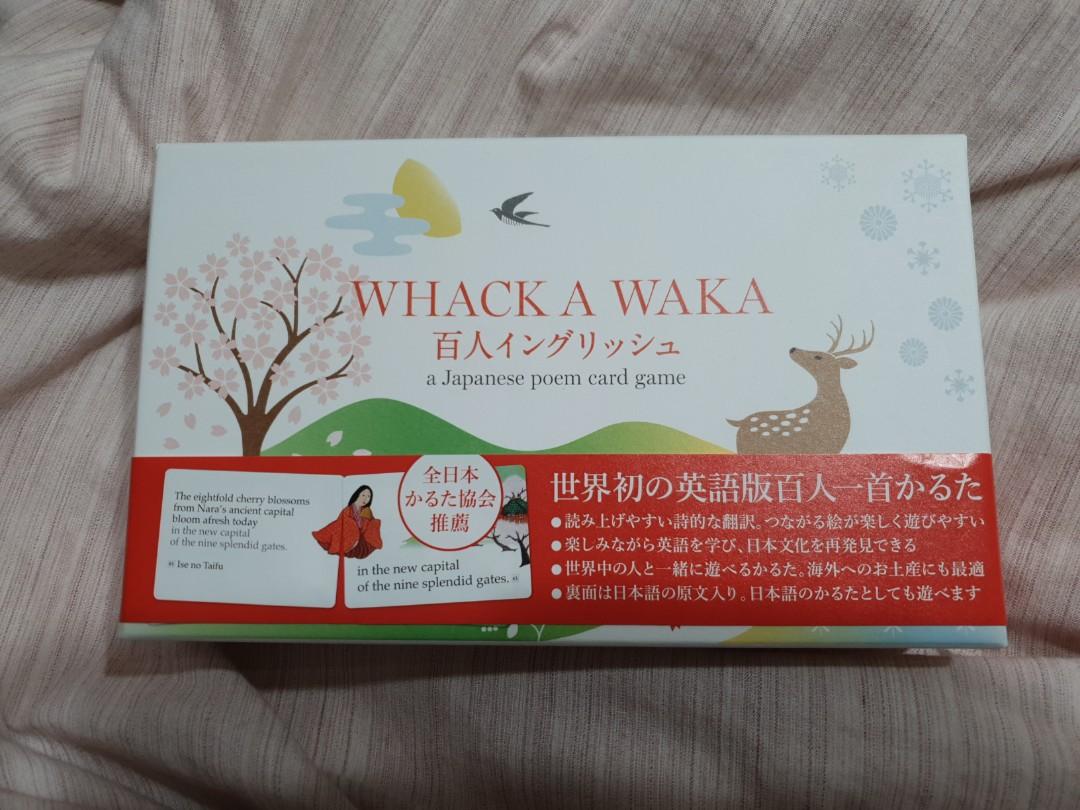 WHACK A WAKA
百人イングリッシュ
a Japanese poem card game
The eightfold cherry blossoms
from Nara's ancient capital
bloom afresh today
in the new capital
of the nine splendid gates.
61 Ise no Taifu
全日本
かるた協会
推薦
in the new capital
of the nine splendid gates. 61
世界初の英語版百人一首かるた
●読み上げやすい詩的な翻訳。つながる絵が楽しく遊びやすい
●楽しみながら英語を学び、日本文化を再発見できる
●世界中の人と一緒に遊べるかるた。海外へのお土産にも最適
●裏面は日本語の原文入り。日本語のかるたとしても遊べます